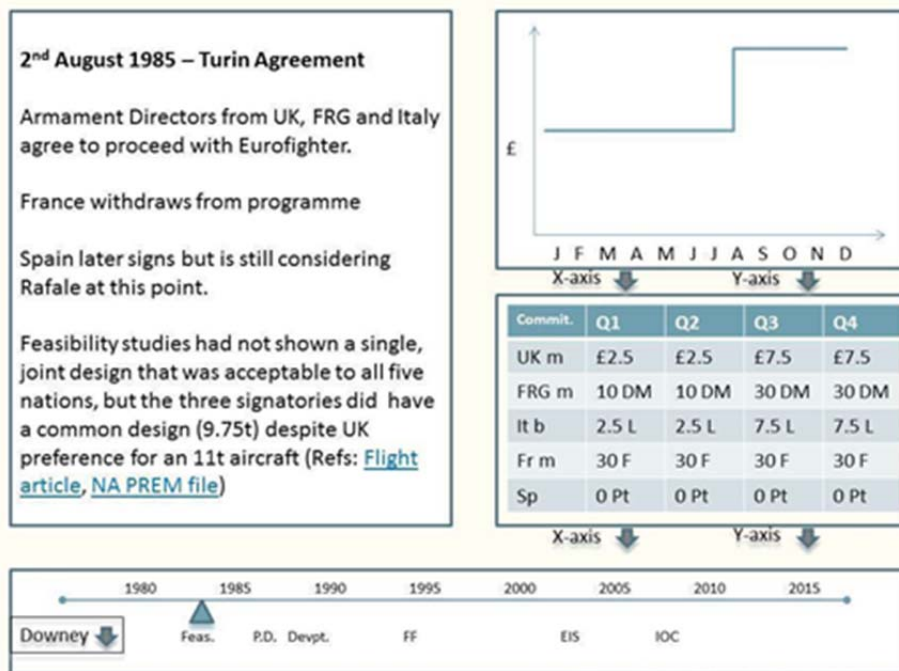 2nd August 1985 – Turin Agreement
Armament Directors from UK, FRG and Italy
agree to proceed with Eurofighter.
France withdraws from programme
Spain later signs but is still considering
Rafale at this point.
Feasibility studies had not shown a single,
joint design that was acceptable to all five
nations, but the three signatories did have
a common design (9.75t) despite UK
preference for an 11t aircraft (Refs: Flight
article, NA PREM file)
£
J F M A M J J A S O N D
X-axis Y-axis
Commit. Q1 Q2 Q3 Q4
UK m £2.5 £2.5 £7.5 £7.5
FRG m 10 DM 10 DM 30 DM 30 DM
It b 2.5 L 2.5 L 7.5 L 7.5 L
Fr m 30 F 30 F 30 F 30 F
Sp 0 Pt 0 Pt 0 Pt 0 Pt
X-axis Y-axis
1980 1985 1990 1995 2000 2005 2010 2015
Downey Feas. P.D. Devpt. FF EIS IOC